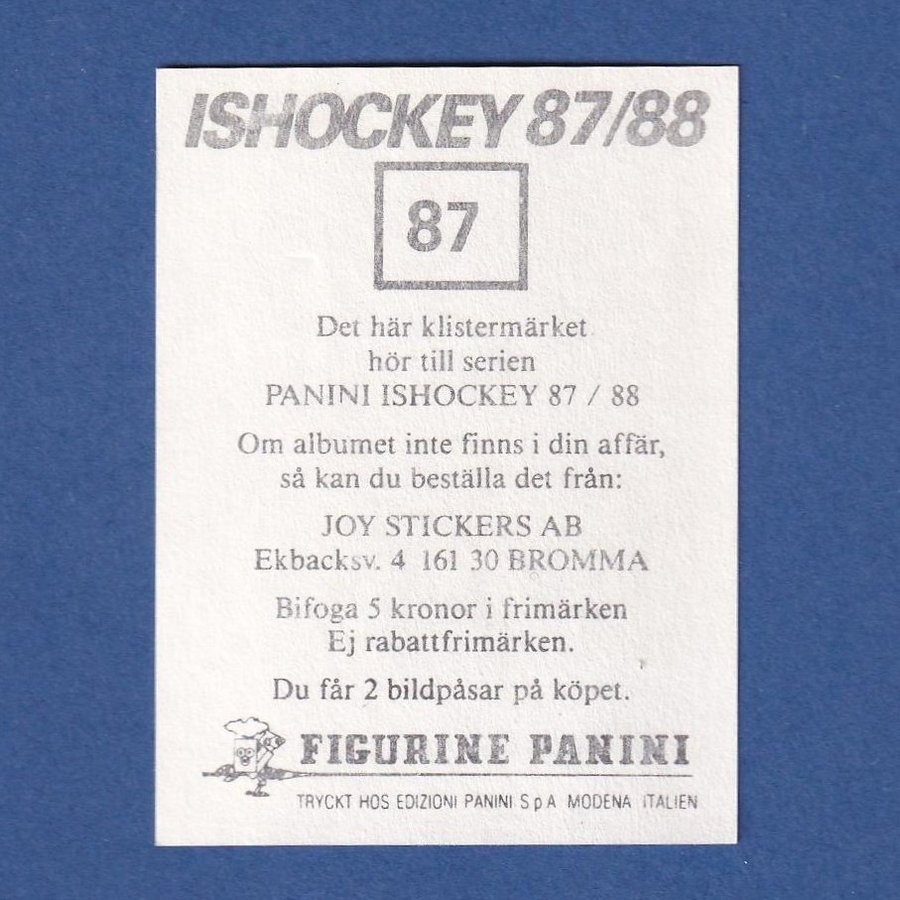 ISHOCKEY 87/88
87
Det här klistermärket
hör till serien
PANINI ISHOCKEY 87 / 88
Om albumet inte finns i din affär,
så kan du beställa det från:
JOY STICKERS AB
Ekbacksv. 4 161 30 BROMMA
Bifoga 5 kronor i frimärken
Ej rabattfrimärken.
Du får 2 bildpåsar på köpet.
FIGURINE PANINI
TRYCKT HOS EDIZIONI PANINI S p A MODENA ITALIEN